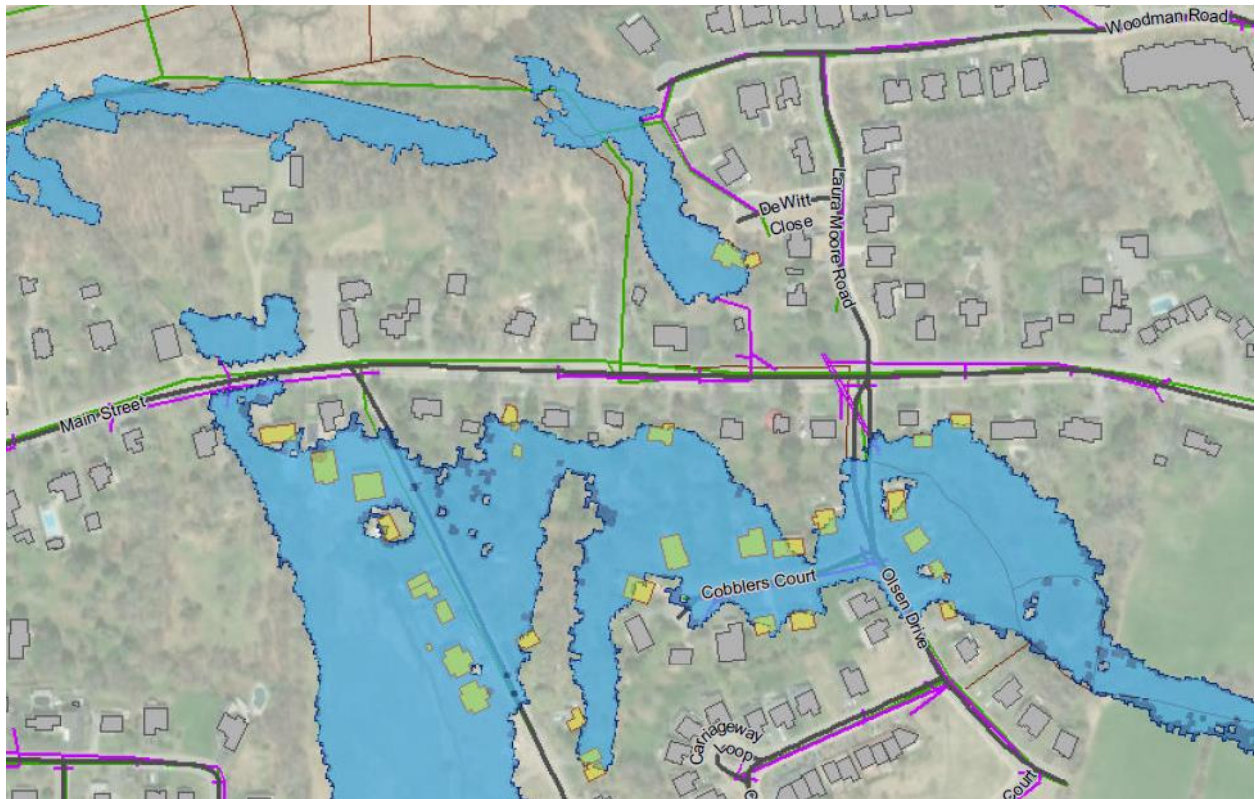 Woodman Road
DeWitt
Close
Laura Moore Road
Main Street
Cobblers Court
Olsen Drive
Carriageway
Loop
Court